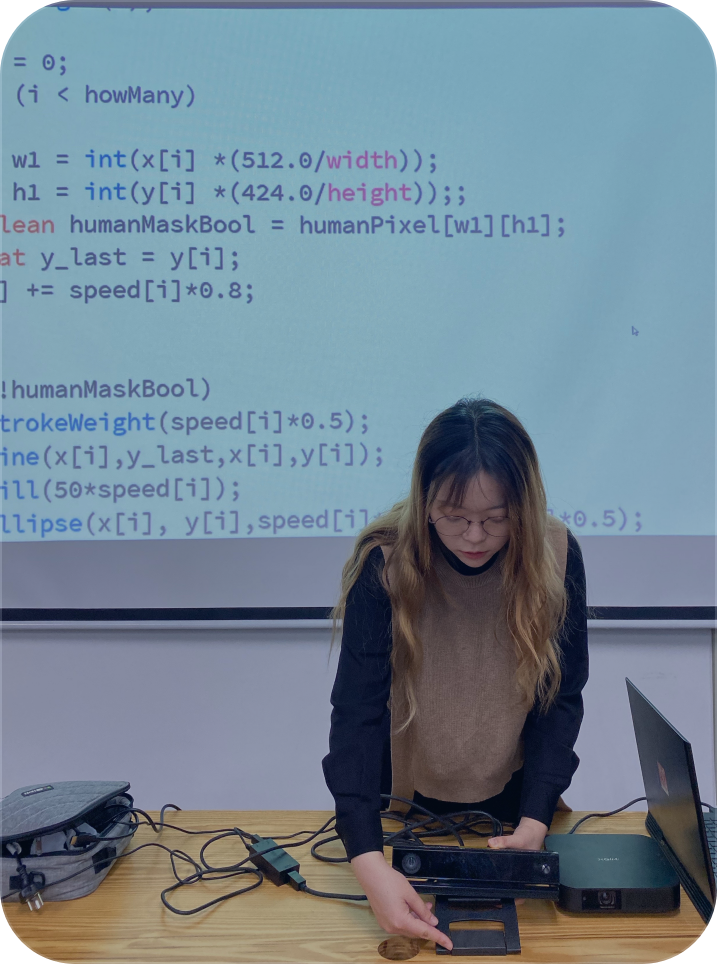 = 0;
(i < howMany)
w1 = int(x[i] *(512.0/width));
h1 = int(y[i] *(424.0/height));;
lean humanMaskBool = humanPixel[w1][h1];
at y_last = y[i];
] += speed[i]*0.8;
!humanMaskBool)
trokeWeight(speed[i]*0.5);
ine(x[i],y_last,x[i],y[i]);
ill(50*speed[i]);
llipse(x[i], y[i],speed[i]* *0.5);